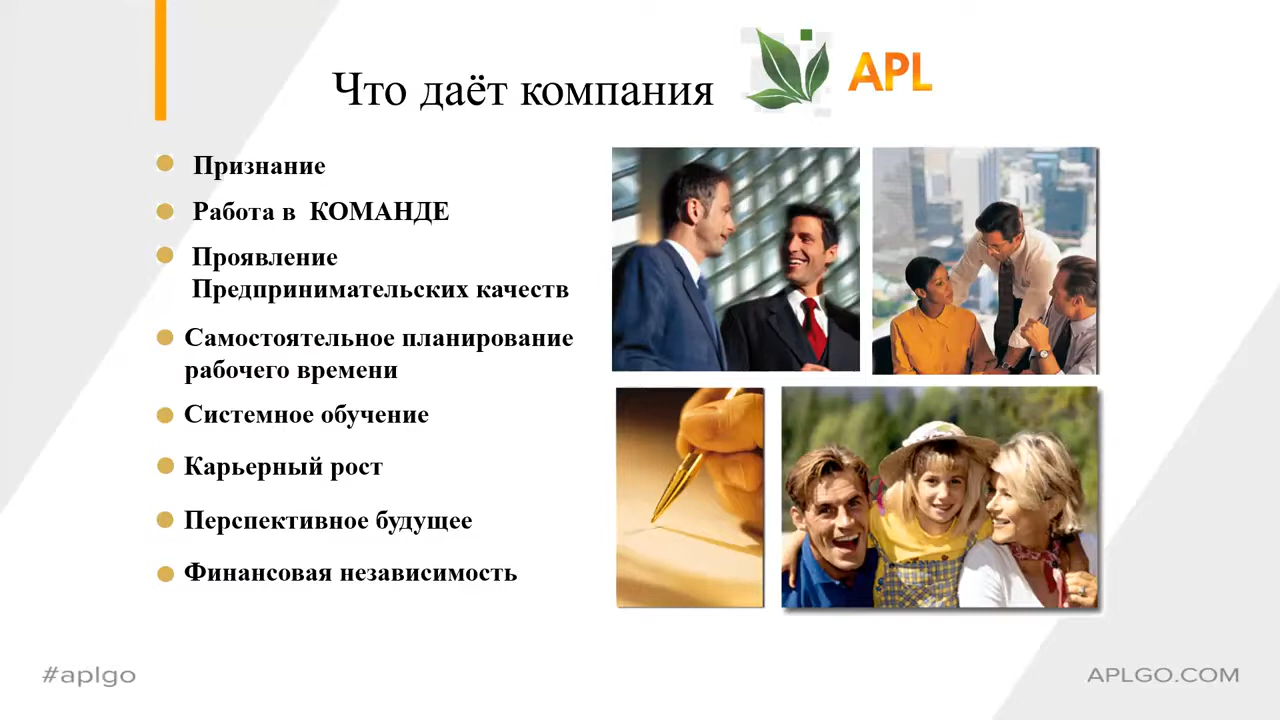 Что даёт компания
APL
Признание
Работа в КОМАНДЕ
Проявление
Предпринимательских качеств
Самостоятельное планирование
рабочего времени
Системное обучение
Карьерный рост
Перспективное будущее
Финансовая независимость
#aplgo
APLGO.COM